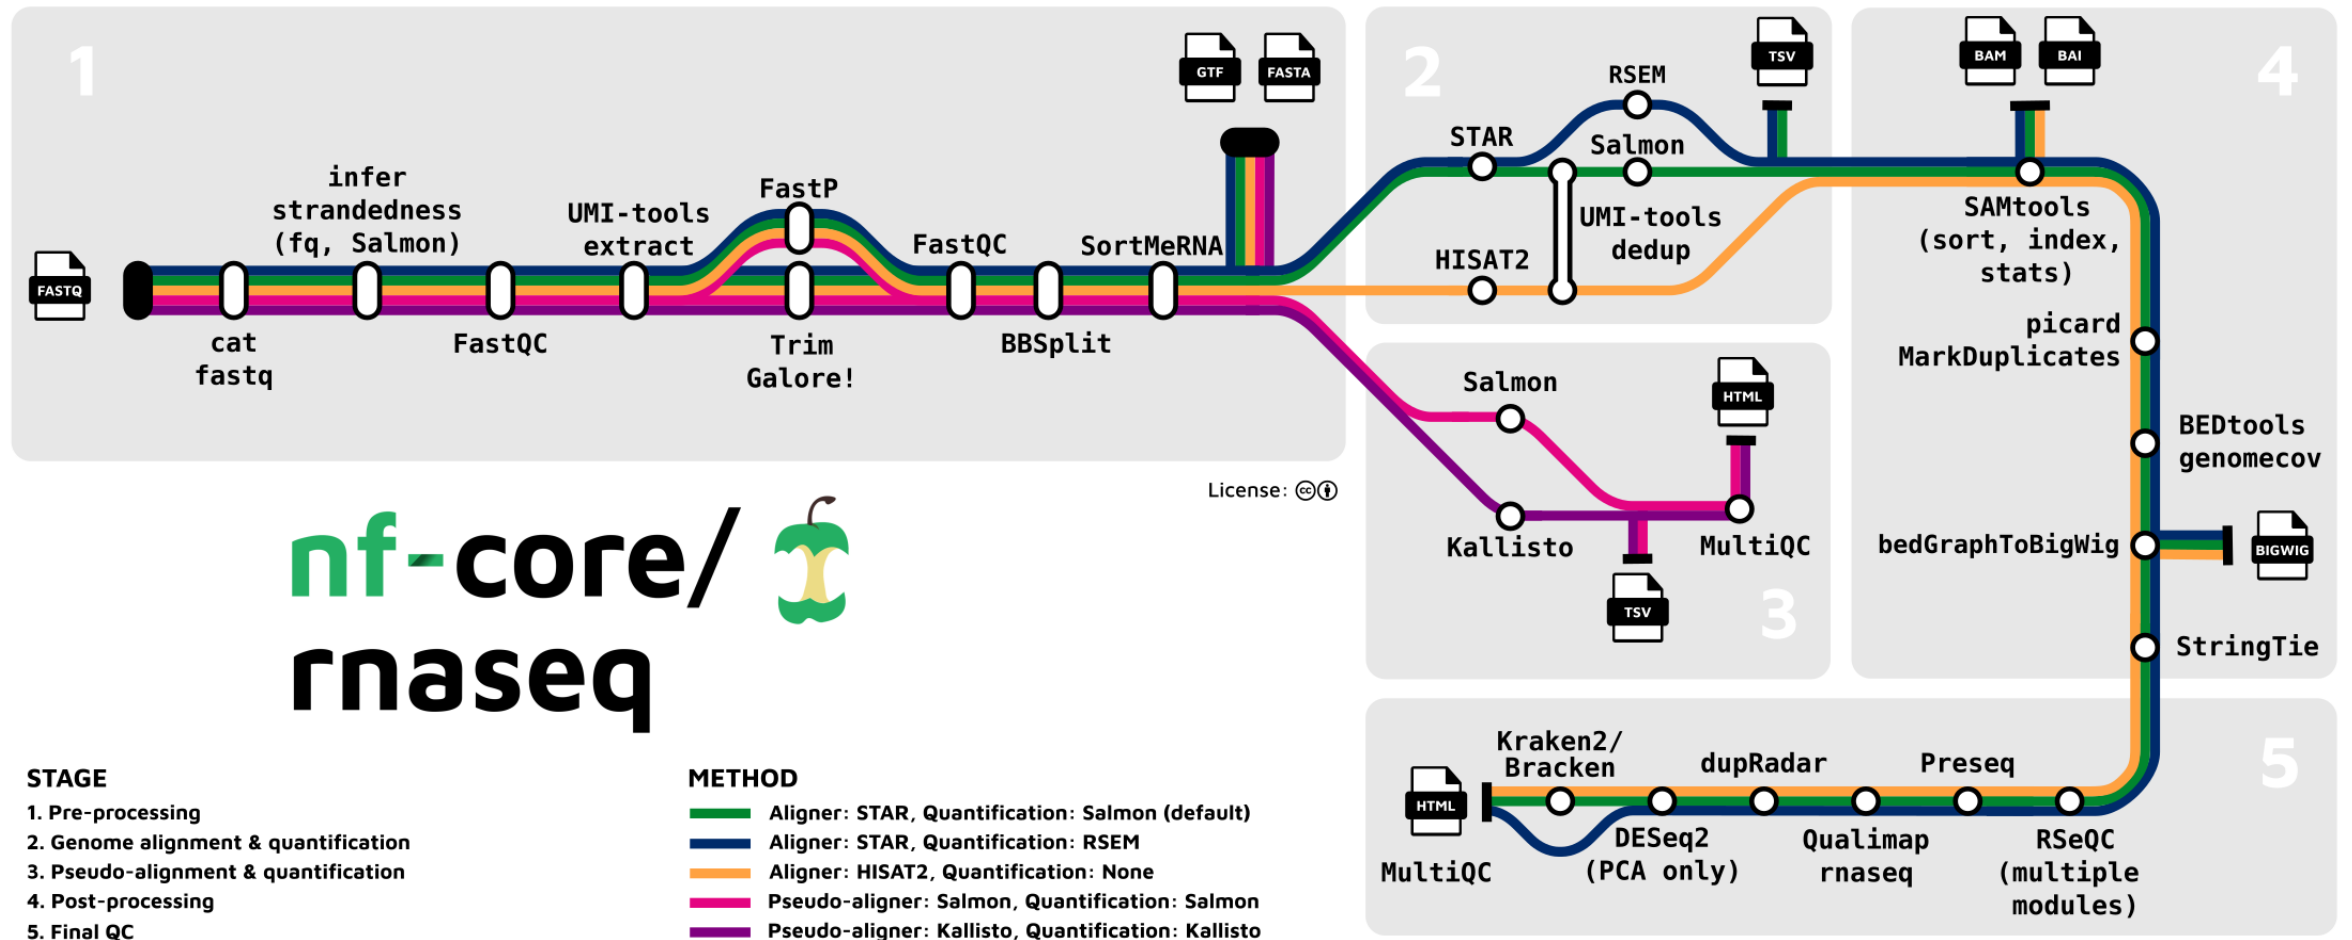 1
GTF
FASTA
infer
strandedness
(fq, Salmon)
UMI-tools
extract
FastP
FastQC
SortMeRNA
FASTQ
cat
fastq
FastQC
Trim
Galore!
BBSplit
2
RSEM
TSV
STAR
Salmon
UMI-tools
dedup
HISAT2
Salmon
HTML
Kallisto
MultiQC
TSV
3
BAM
BAI
4
SAMtools
(sort, index,
stats)
picard
MarkDuplicates
BEDtools
genomecov
bedGraphToBigWig
BIGWIG
StringTie
License: cc
nf-core/
rnaseq
5
Kraken2/
Bracken
dupRadar
Preseq
HTML
MultiQC
DESeq2
(PCA only)
Qualimap
rnaseq
RSeQC
(multiple
modules)
STAGE
1. Pre-processing
2. Genome alignment & quantification
3. Pseudo-alignment & quantification
4. Post-processing
5. Final QC
METHOD
Aligner: STAR, Quantification: Salmon (default)
Aligner: STAR, Quantification: RSEM
Aligner: HISAT2, Quantification: None
Pseudo-aligner: Salmon, Quantification: Salmon
Pseudo-aligner: Kallisto, Quantification: Kallisto